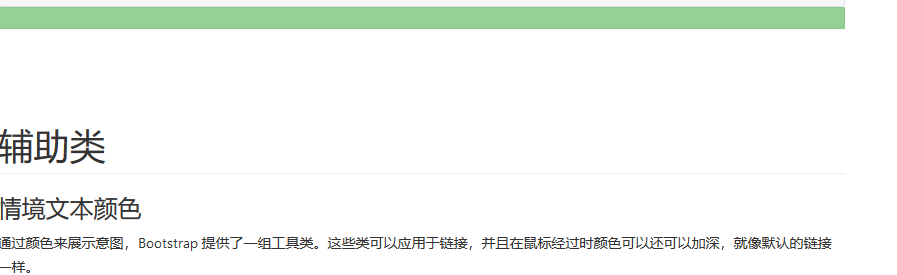 辅助类
情境文本颜色
通过颜色来展示意图，Bootstrap 提供了一组工具类。这些类可以应用于链接，并且在鼠标经过时颜色可以还可以加深，就像默认的链接
一样。